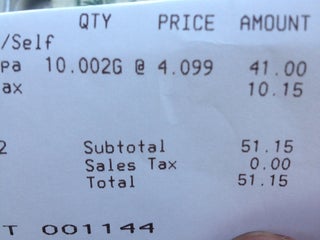 QTY PRICE AMOUNT
/Self
pa 10.002G @ 4.099 41.00
ax 10.15
2 Subtotal 51.15
Sales Tax 0.00
Total 51.15
T 001144